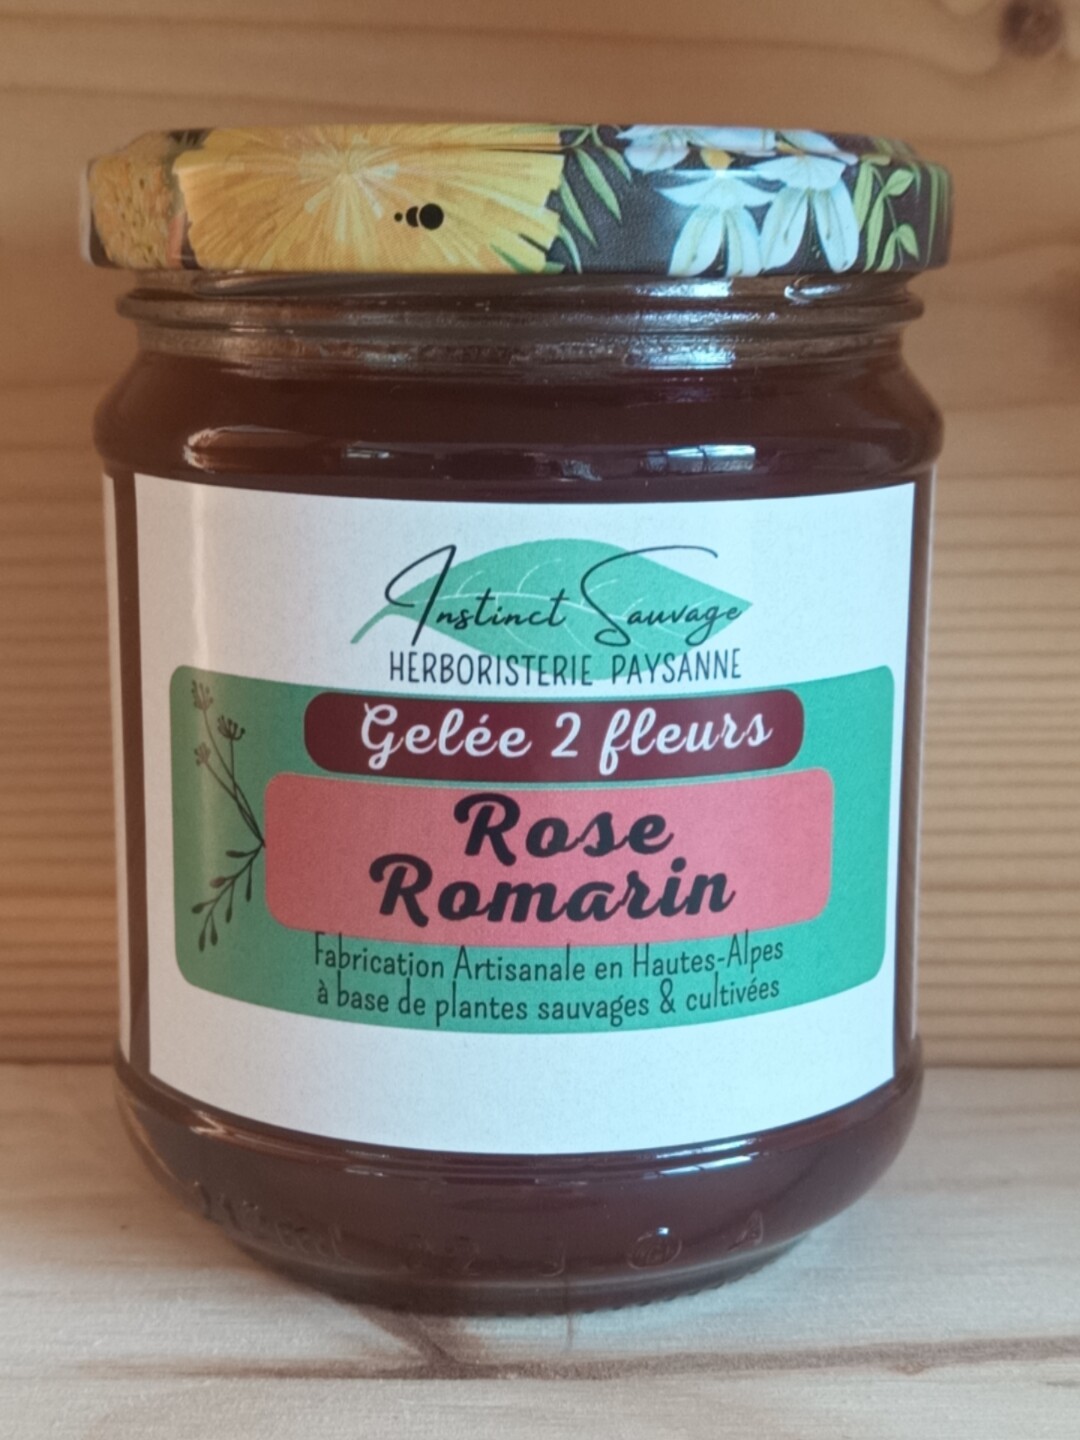 Instinct Sauvage
HERBORISTERIE PAYSANNE
Gelée 2 fleurs
Rose
Romarin
Fabrication Artisanale en Hautes-Alpes
à base de plantes sauvages & cultivées